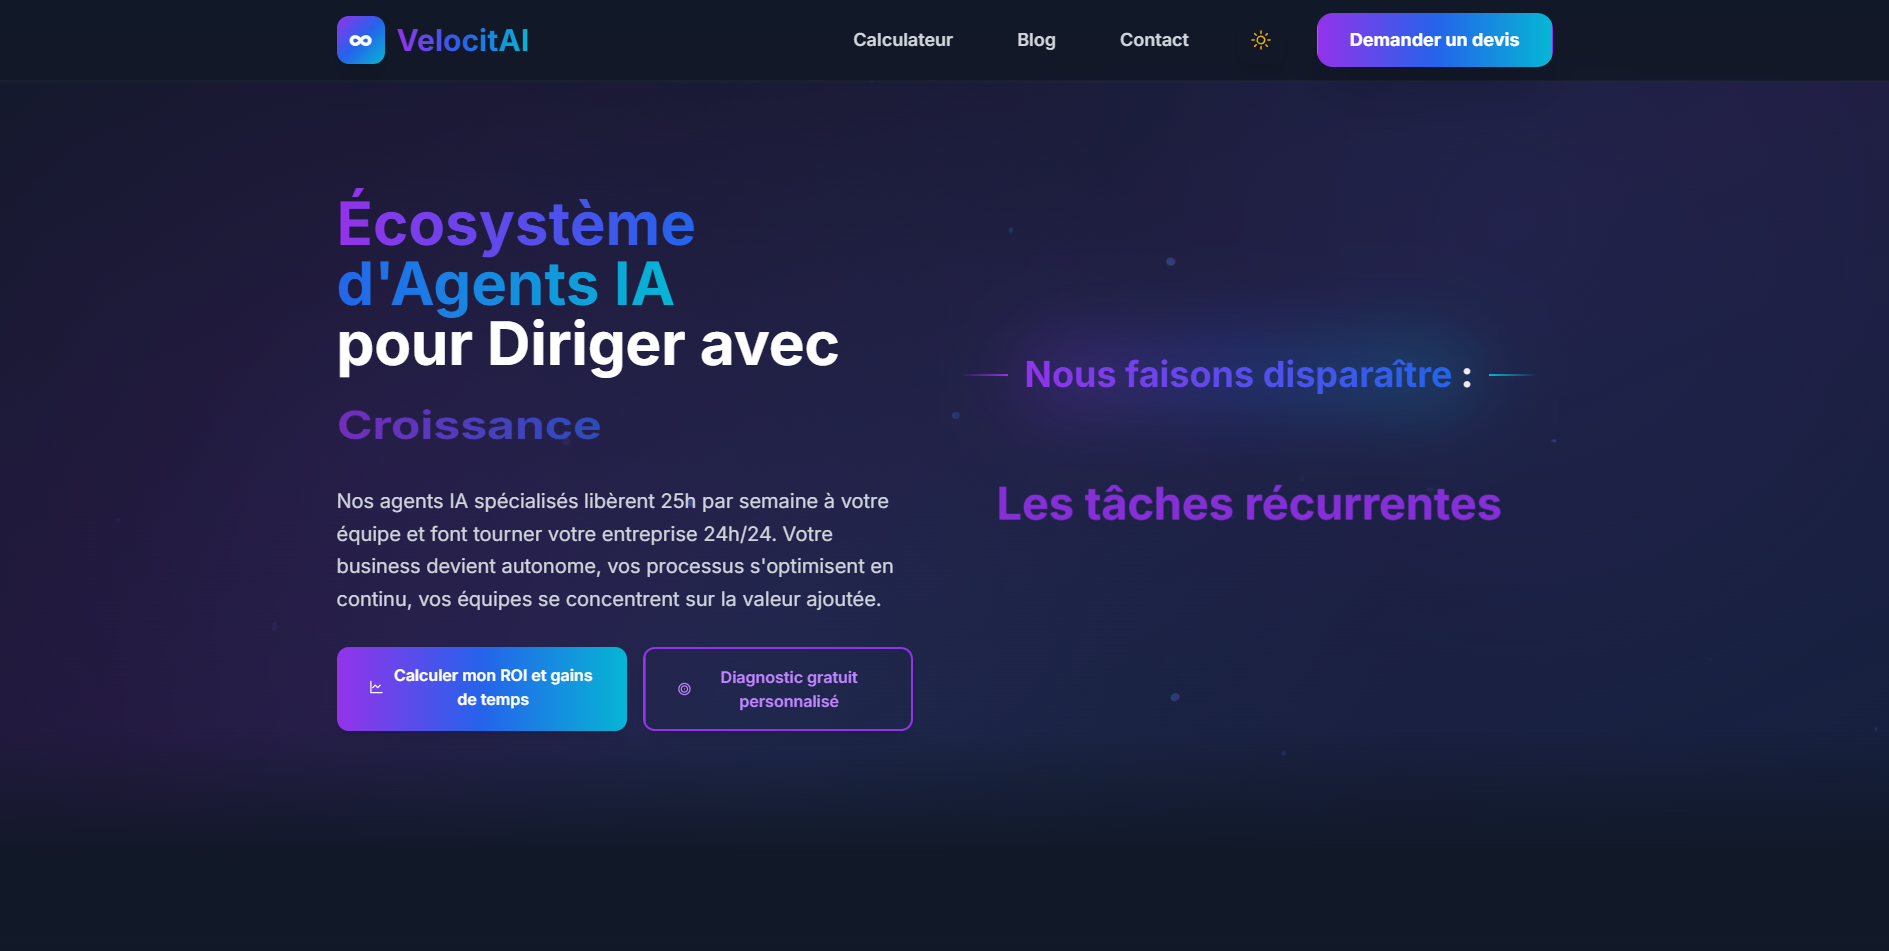 VelocitAI
Calculateur
Blog
Contact
Demander un devis
Écosystème
d'Agents IA
pour Diriger avec
Croissance
Nos agents IA spécialisés libèrent 25h par semaine à votre
équipe et font tourner votre entreprise 24h/24. Votre
business devient autonome, vos processus s'optimisent en
continu, vos équipes se concentrent sur la valeur ajoutée.
Calculer mon ROI et gains
de temps
Diagnostic gratuit
personnalisé
Nous faisons disparaître :
Les tâches récurrentes